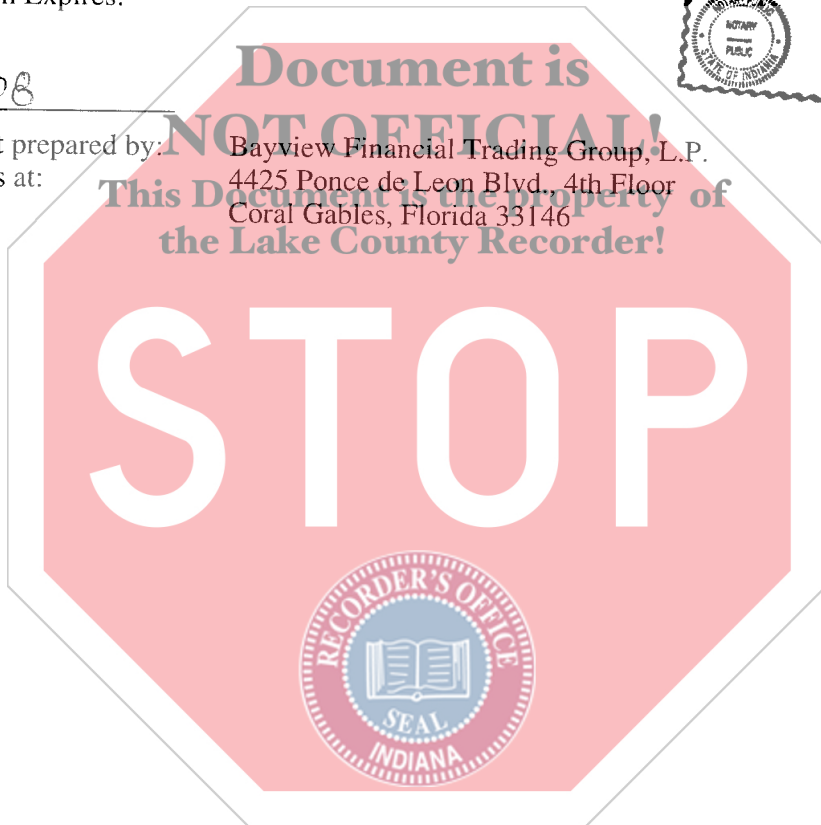 n Expires:
NOTARY
PUBLIC
STATE OF INDIANA
Document is
NOT OFFICIAL!
This Document is the property of
the Lake County Recorder!
t prepared by: Bayview Financial Trading Group, L.P.
s at: 4425 Ponce de Leon Blvd., 4th Floor
Coral Gables, Florida 33146
STOP
RECORDER'S OFFICE
SEAL
INDIANA